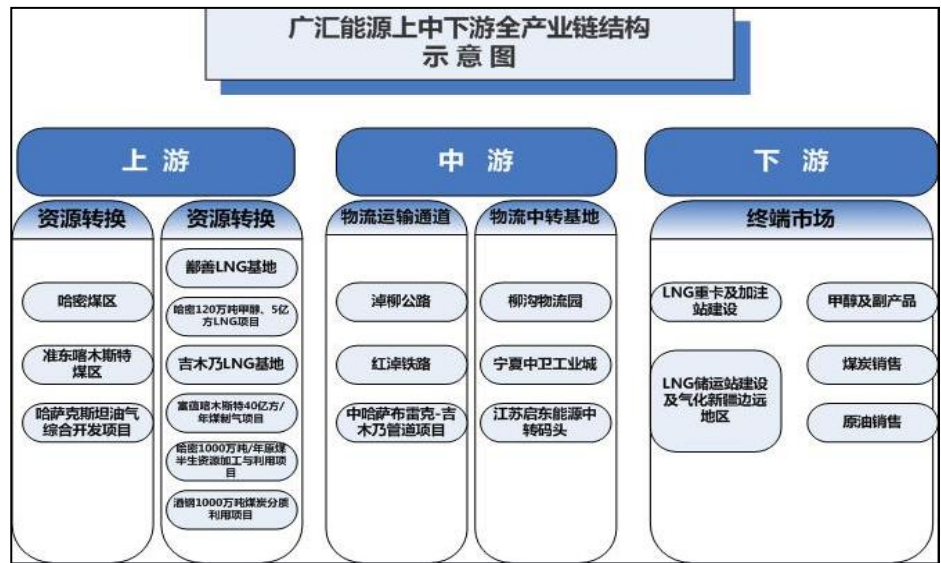 广汇能源上中下游全产业链结构
示 意 图
上 游
资源转换
哈密煤区
准东喀木斯特
煤区
哈萨克斯坦油气
综合开发项目
资源转换
鄯善LNG基地
哈密120万吨甲醇、5亿
方LNG项目
吉木乃LNG基地
富蕴喀木斯特40亿方/
年煤制气项目
哈密1000万吨/年原煤
半生资源加工与利用项
目
酒钢1000万吨煤炭分质
利用项目
中 游
物流运输通道
淖柳公路
红淖铁路
中哈萨布雷克-吉
木乃管道项目
物流中转基地
柳沟物流园
宁夏中卫工业城
江苏启东能源中
转码头
下 游
终端市场
LNG重卡及加注
站建设
LNG储运站建设
及气化新疆边远
地区
甲醇及副产品
煤炭销售
原油销售